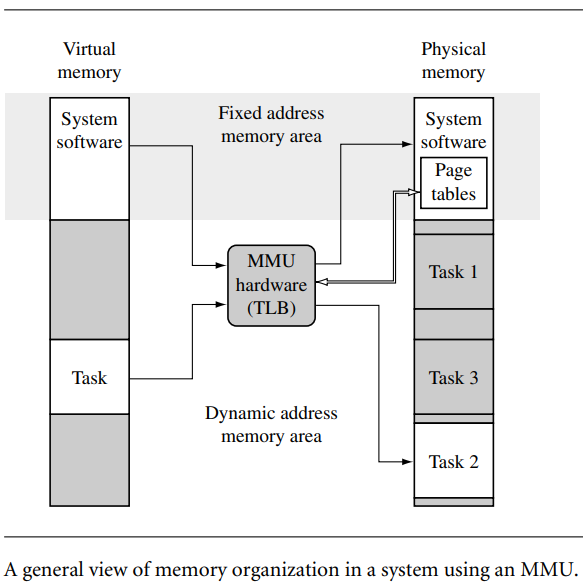 Virtual
memory
Physical
memory
System
software
Fixed address
memory area
System
software
Page
tables
MMU
hardware
(TLB)
Task 1
Task
Task 3
Dynamic address
memory area
Task 2
A general view of memory organization in a system using an MMU.